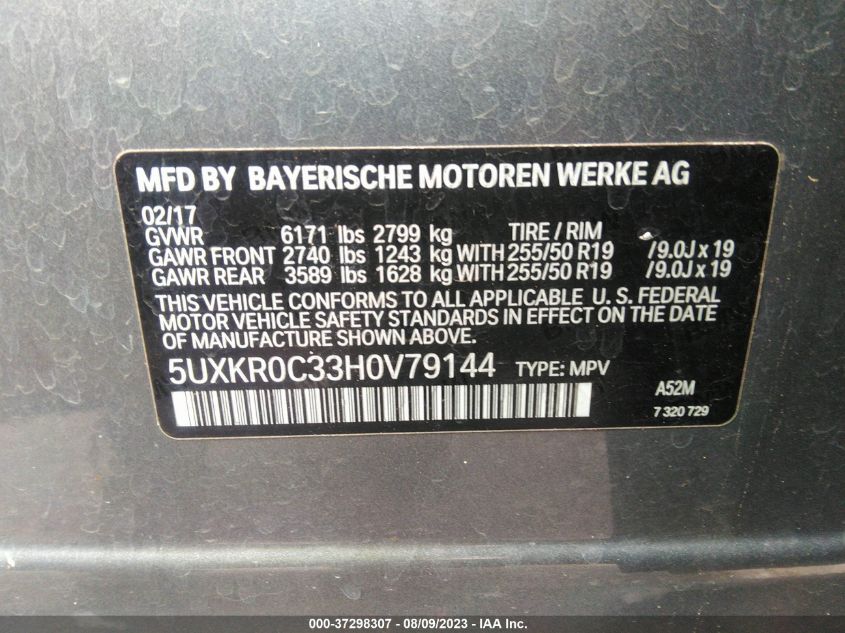 MFD BY BAYERISCHE MOTOREN WERKE AG
02/17
GVWR 6171 lbs 2799 kg TIRE / RIM
GAWR FRONT 2740 lbs 1243 kg WITH 255/50 R19 /9.0J x 19
GAWR REAR 3589 lbs 1628 kg WITH 255/50 R19 /9.0J x 19
THIS VEHICLE CONFORMS TO ALL APPLICABLE U. S. FEDERAL
MOTOR VEHICLE SAFETY STANDARDS IN EFFECT ON THE DATE
OF MANUFACTURE SHOWN ABOVE.
5UXKR0C33H0V79144 TYPE: MPV
A52M
7 320 729
000-37298307 - 08/09/2023 - IAA Inc.